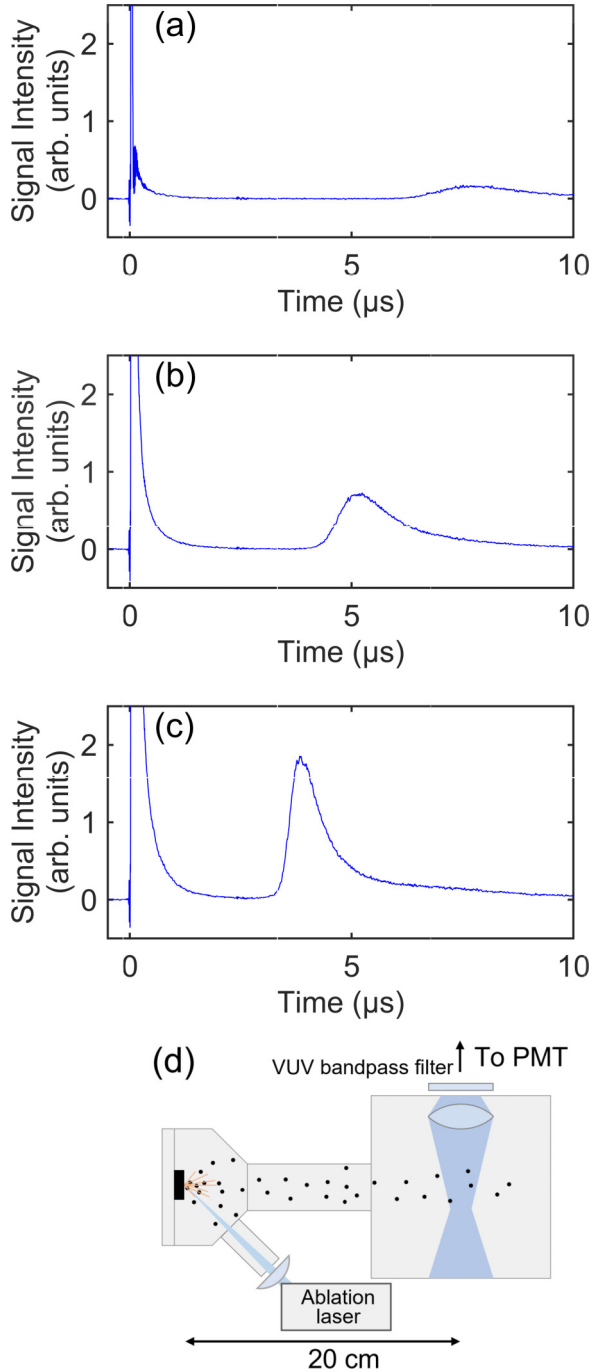 (a)
Signal Intensity
(arb. units)
2
1
0
0
5
10
Time (μs)
(b)
Signal Intensity
(arb. units)
2
1
0
0
5
10
Time (μs)
(c)
Signal Intensity
(arb. units)
2
1
0
0
5
10
Time (μs)
(d)
To PMT
VUV bandpass filter
Ablation
laser
20 cm